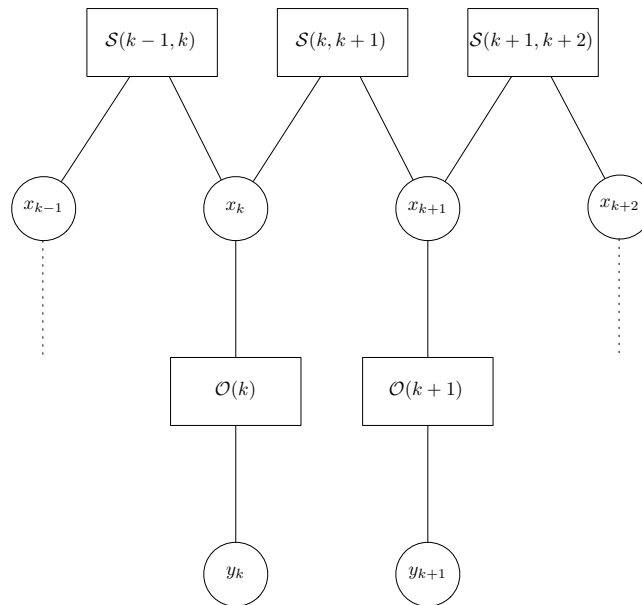 𝒮(k − 1, k)
𝒮(k, k + 1)
𝒮(k + 1, k + 2)
x_{k−1}
x_k
x_{k+1}
x_{k+2}
𝒪(k)
𝒪(k + 1)
y_k
y_{k+1}